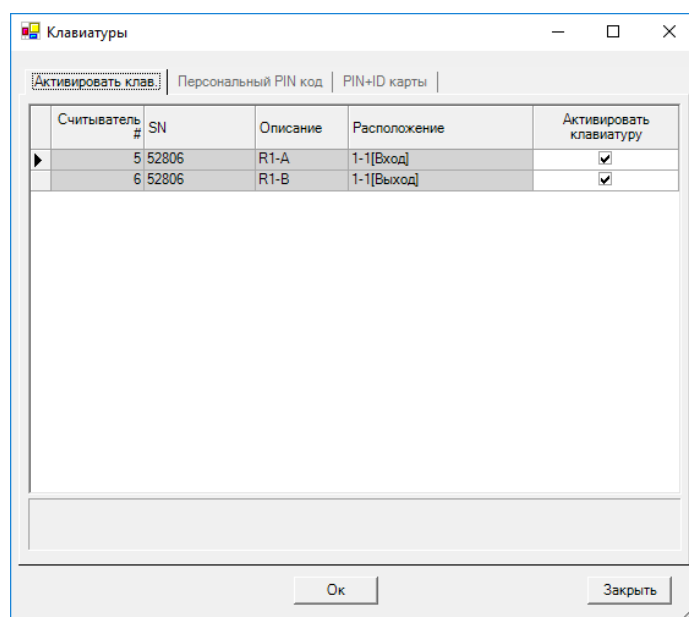 Клавиатуры
Активировать клав. Персональный PIN код PIN+ID карты
Считыватель # SN Описание Расположение Активировать клавиатуру
5 52806 R1-A 1-1[Вход]
6 52806 R1-B 1-1[Выход]
Ок Закрыть